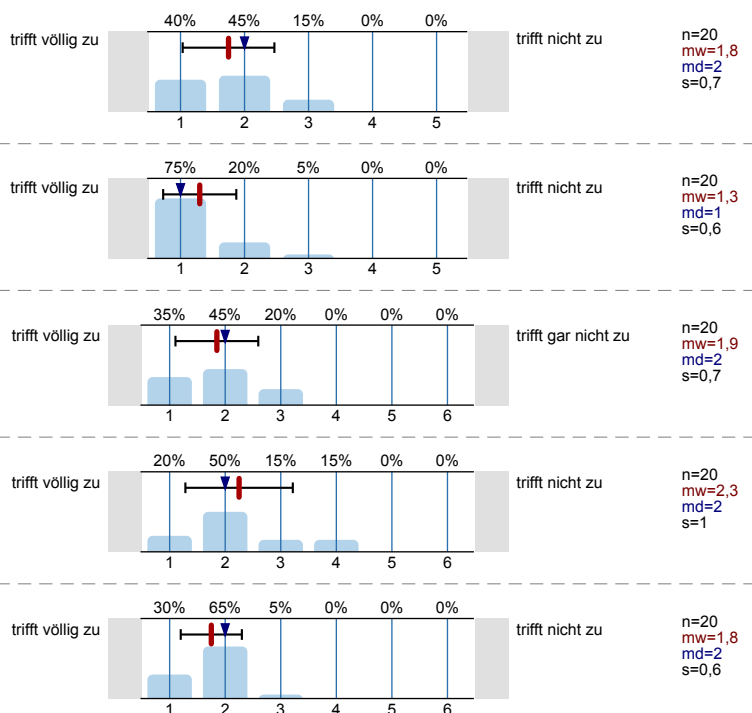 40% 45% 15% 0% 0%
trifft völlig zu trifft nicht zu
n=20
mw=1,8
md=2
s=0,7
1 2 3 4 5
75% 20% 5% 0% 0%
trifft völlig zu trifft nicht zu
n=20
mw=1,3
md=1
s=0,6
1 2 3 4 5
35% 45% 20% 0% 0% 0%
trifft völlig zu trifft gar nicht zu
n=20
mw=1,9
md=2
s=0,7
1 2 3 4 5 6
20% 50% 15% 15% 0% 0%
trifft völlig zu trifft nicht zu
n=20
mw=2,3
md=2
s=1
1 2 3 4 5 6
30% 65% 5% 0% 0% 0%
trifft völlig zu trifft nicht zu
n=20
mw=1,8
md=2
s=0,6
1 2 3 4 5 6